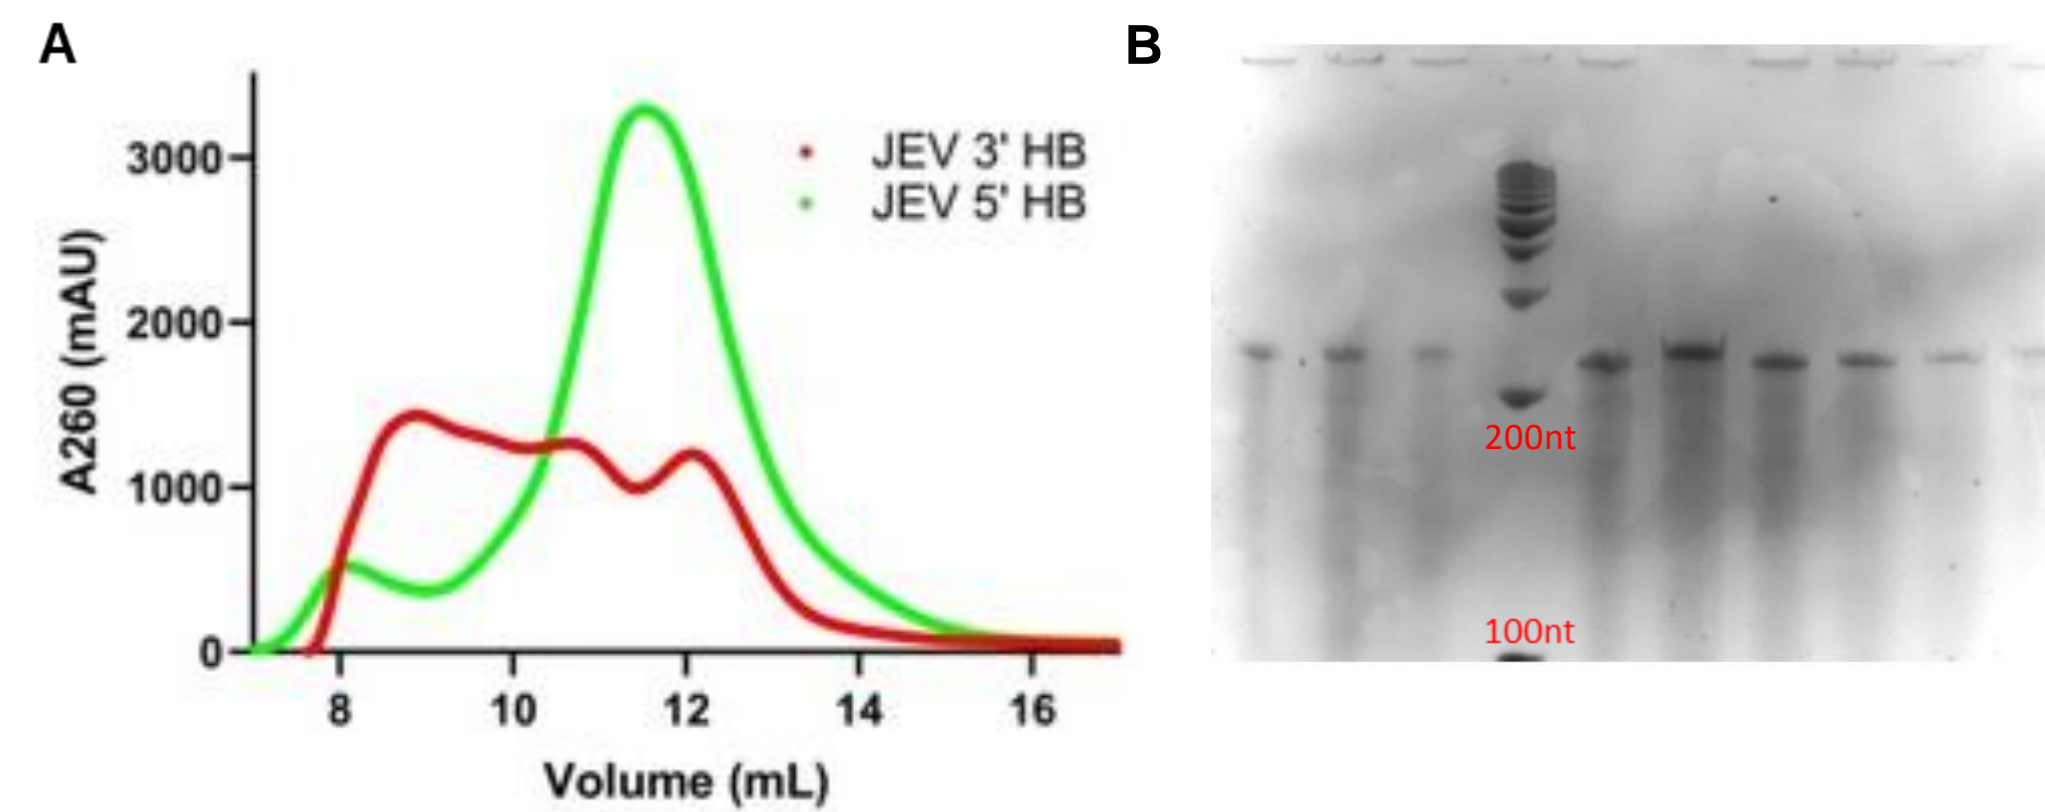 A
B
A260 (mAU)
3000
2000
1000
0
JEV 3' HB
JEV 5' HB
8 10 12 14 16
Volume (mL)
200nt
100nt